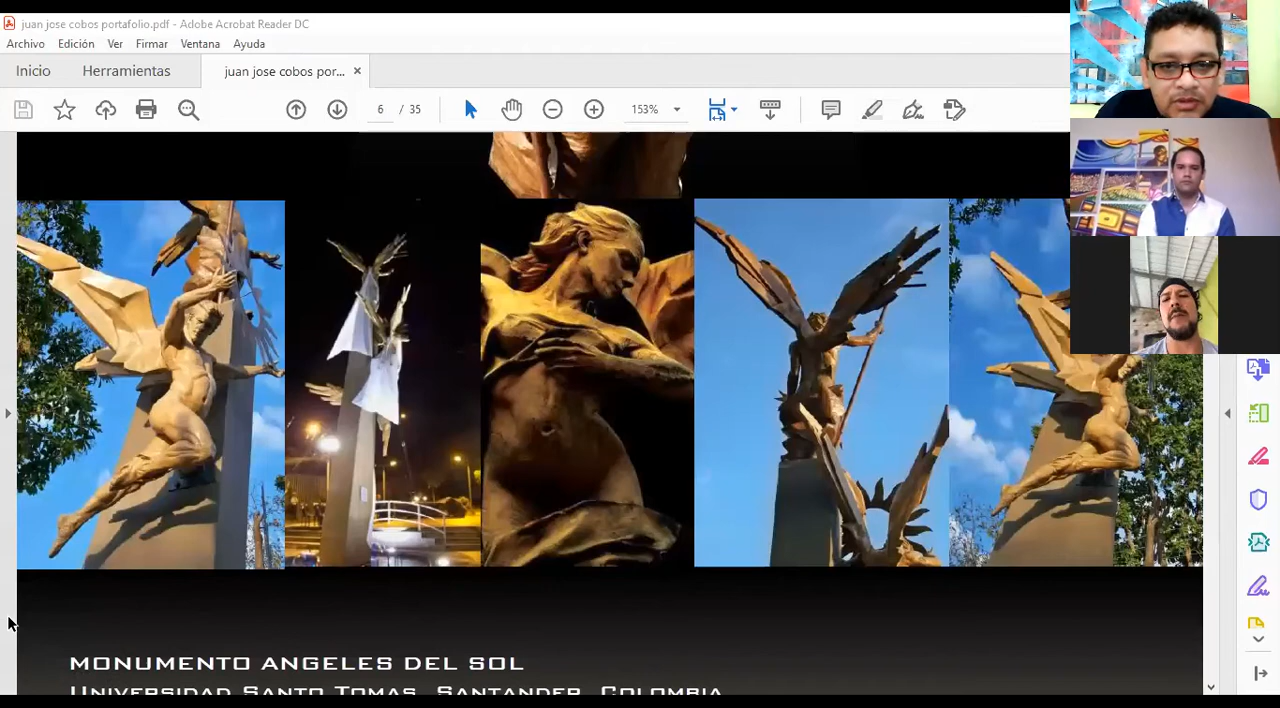 juan jose cobos portafolio.pdf - Adobe Acrobat Reader DC
Archivo Edición Ver Firmar Ventana Ayuda
Inicio Herramientas juan jose cobos por... ×
6 / 35 153%
MONUMENTO ANGELES DEL SOL
UNIVERSIDAD SANTO TOMAS, SANTANDER, COLOMBIA